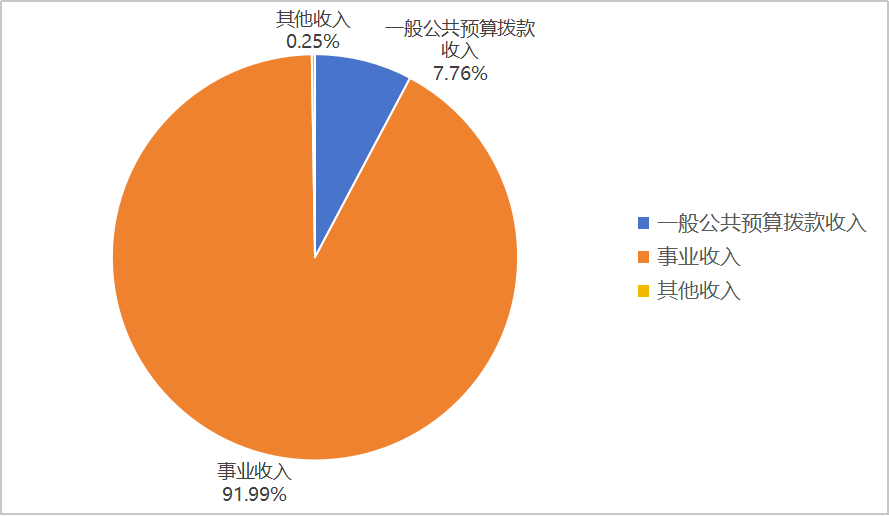 其他收入
0.25%
一般公共预算拨款
收入
7.76%
一般公共预算拨款收入
事业收入
其他收入
事业收入
91.99%